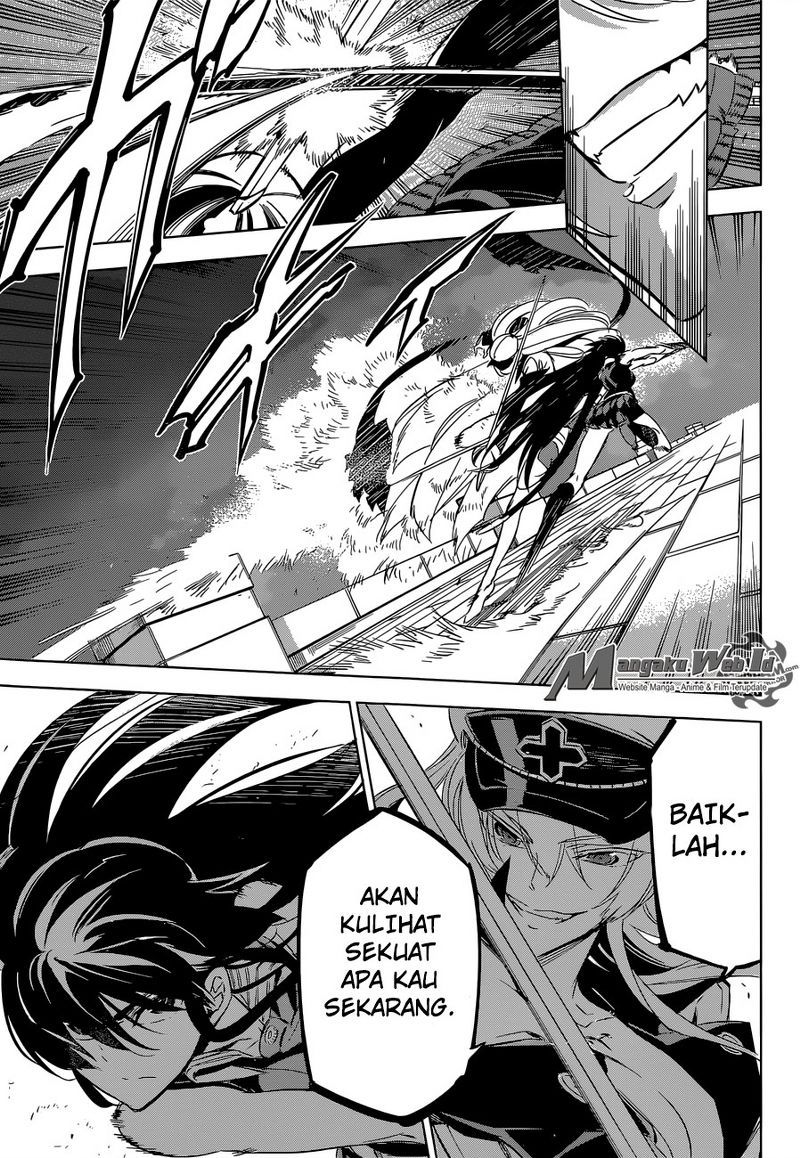 Mangaku.Web.Id
Website Manga - Anime & Film Terupdate
BAIK-
LAH...
AKAN
KULIHAT
SEKUAT
APA KAU
SEKARANG.